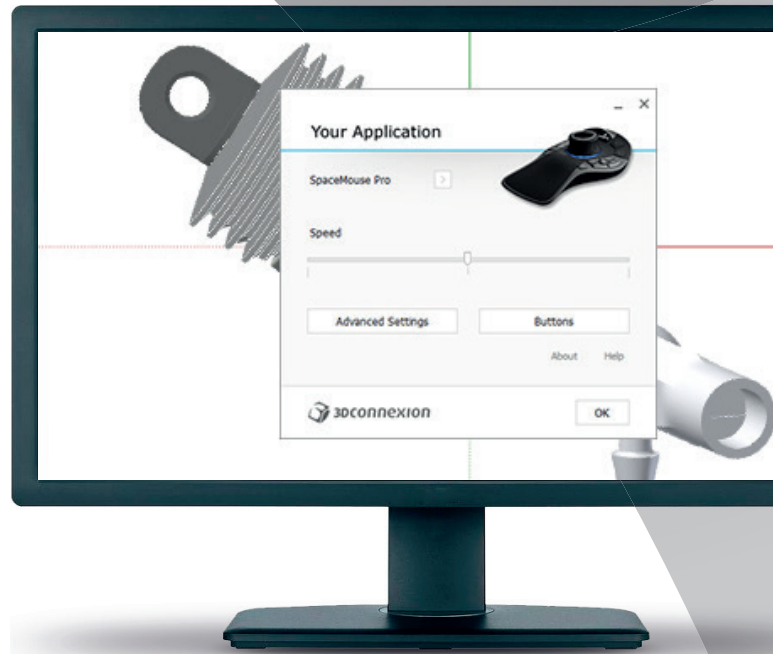 Your Application
SpaceMouse Pro
Speed
Advanced Settings
Buttons
About
Help
3Dconnexion
OK